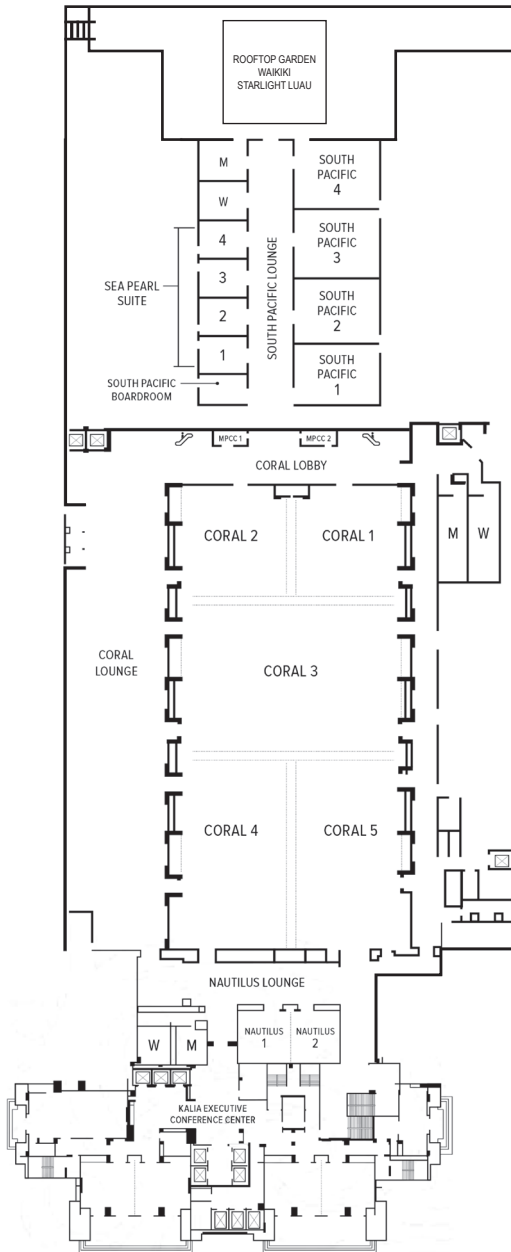 ROOFTOP GARDEN
WAIKIKI
STARLIGHT LUAU
M
SOUTH
PACIFIC
4
W
4
SOUTH
PACIFIC
3
3
SEA PEARL
SUITE
SOUTH PACIFIC LOUNGE
2
SOUTH
PACIFIC
2
1
SOUTH
PACIFIC
1
SOUTH PACIFIC
BOARDROOM
MPCC 1
MPCC 2
CORAL LOBBY
CORAL 2
CORAL 1
M
W
CORAL
LOUNGE
CORAL 3
CORAL 4
CORAL 5
NAUTILUS LOUNGE
W
M
NAUTILUS
1
NAUTILUS
2
KALIA EXECUTIVE
CONFERENCE CENTER